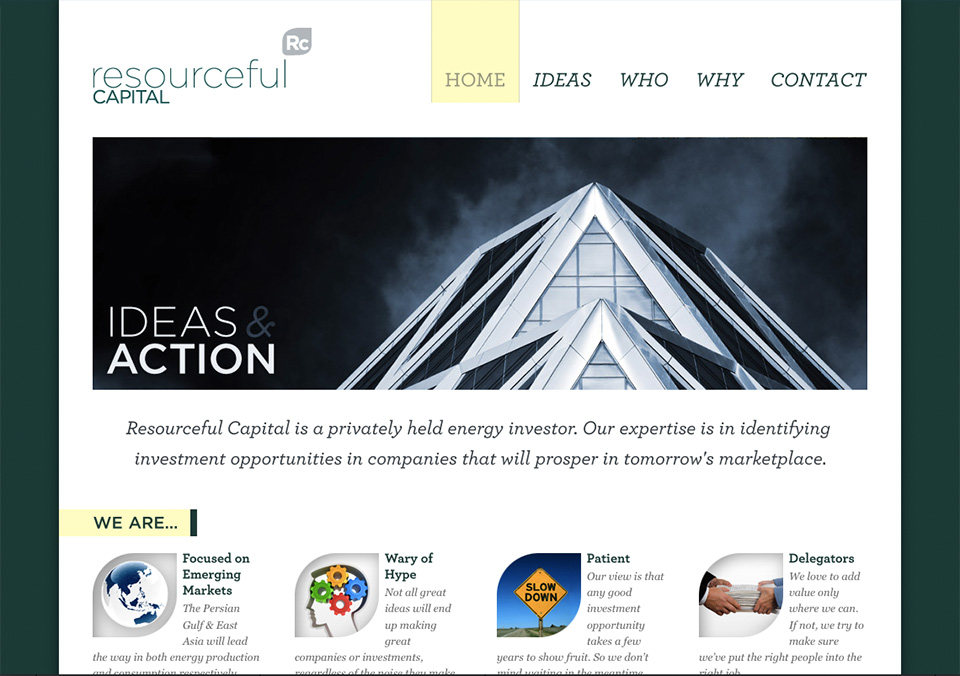 Rc
resourceful
CAPITAL
HOME IDEAS WHO WHY CONTACT
IDEAS &
ACTION
Resourceful Capital is a privately held energy investor. Our expertise is in identifying
investment opportunities in companies that will prosper in tomorrow's marketplace.
WE ARE...
Focused on
Emerging
Markets
The Persian
Gulf & East
Asia will lead
the way in both energy production
and consumption respectively
Wary of
Hype
Not all great
ideas will end
up making
great
companies or investments,
regardless of the noise they make
SLOW
DOWN
Patient
Our view is that
any good
investment
opportunity
takes a few
years to show fruit. So we don't
mind waiting in the meantime
Delegators
We love to add
value only
where we can.
If not, we try to
make sure
we've put the right people into the
right job